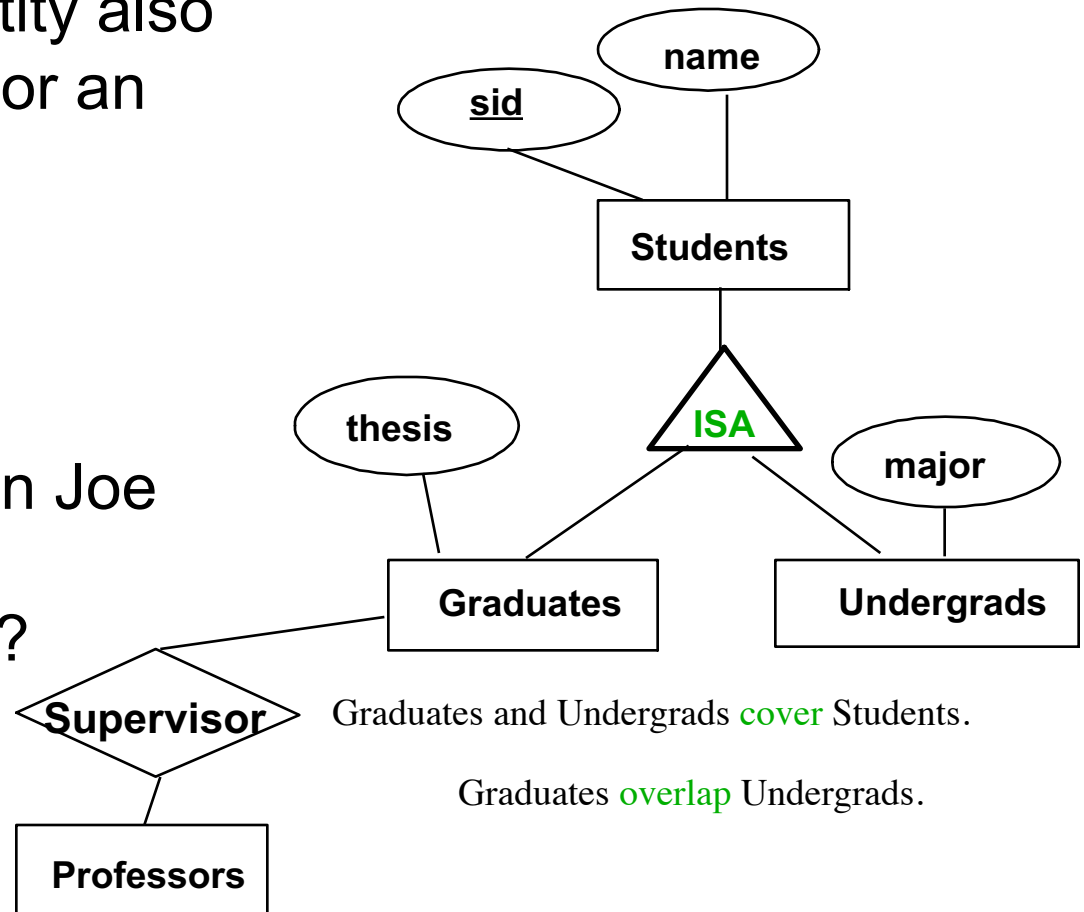 tity also
or an
name
sid
Students
ISA
thesis
major
n Joe
Graduates
Undergrads
?
Supervisor
Graduates and Undergrads cover Students.
Graduates overlap Undergrads.
Professors